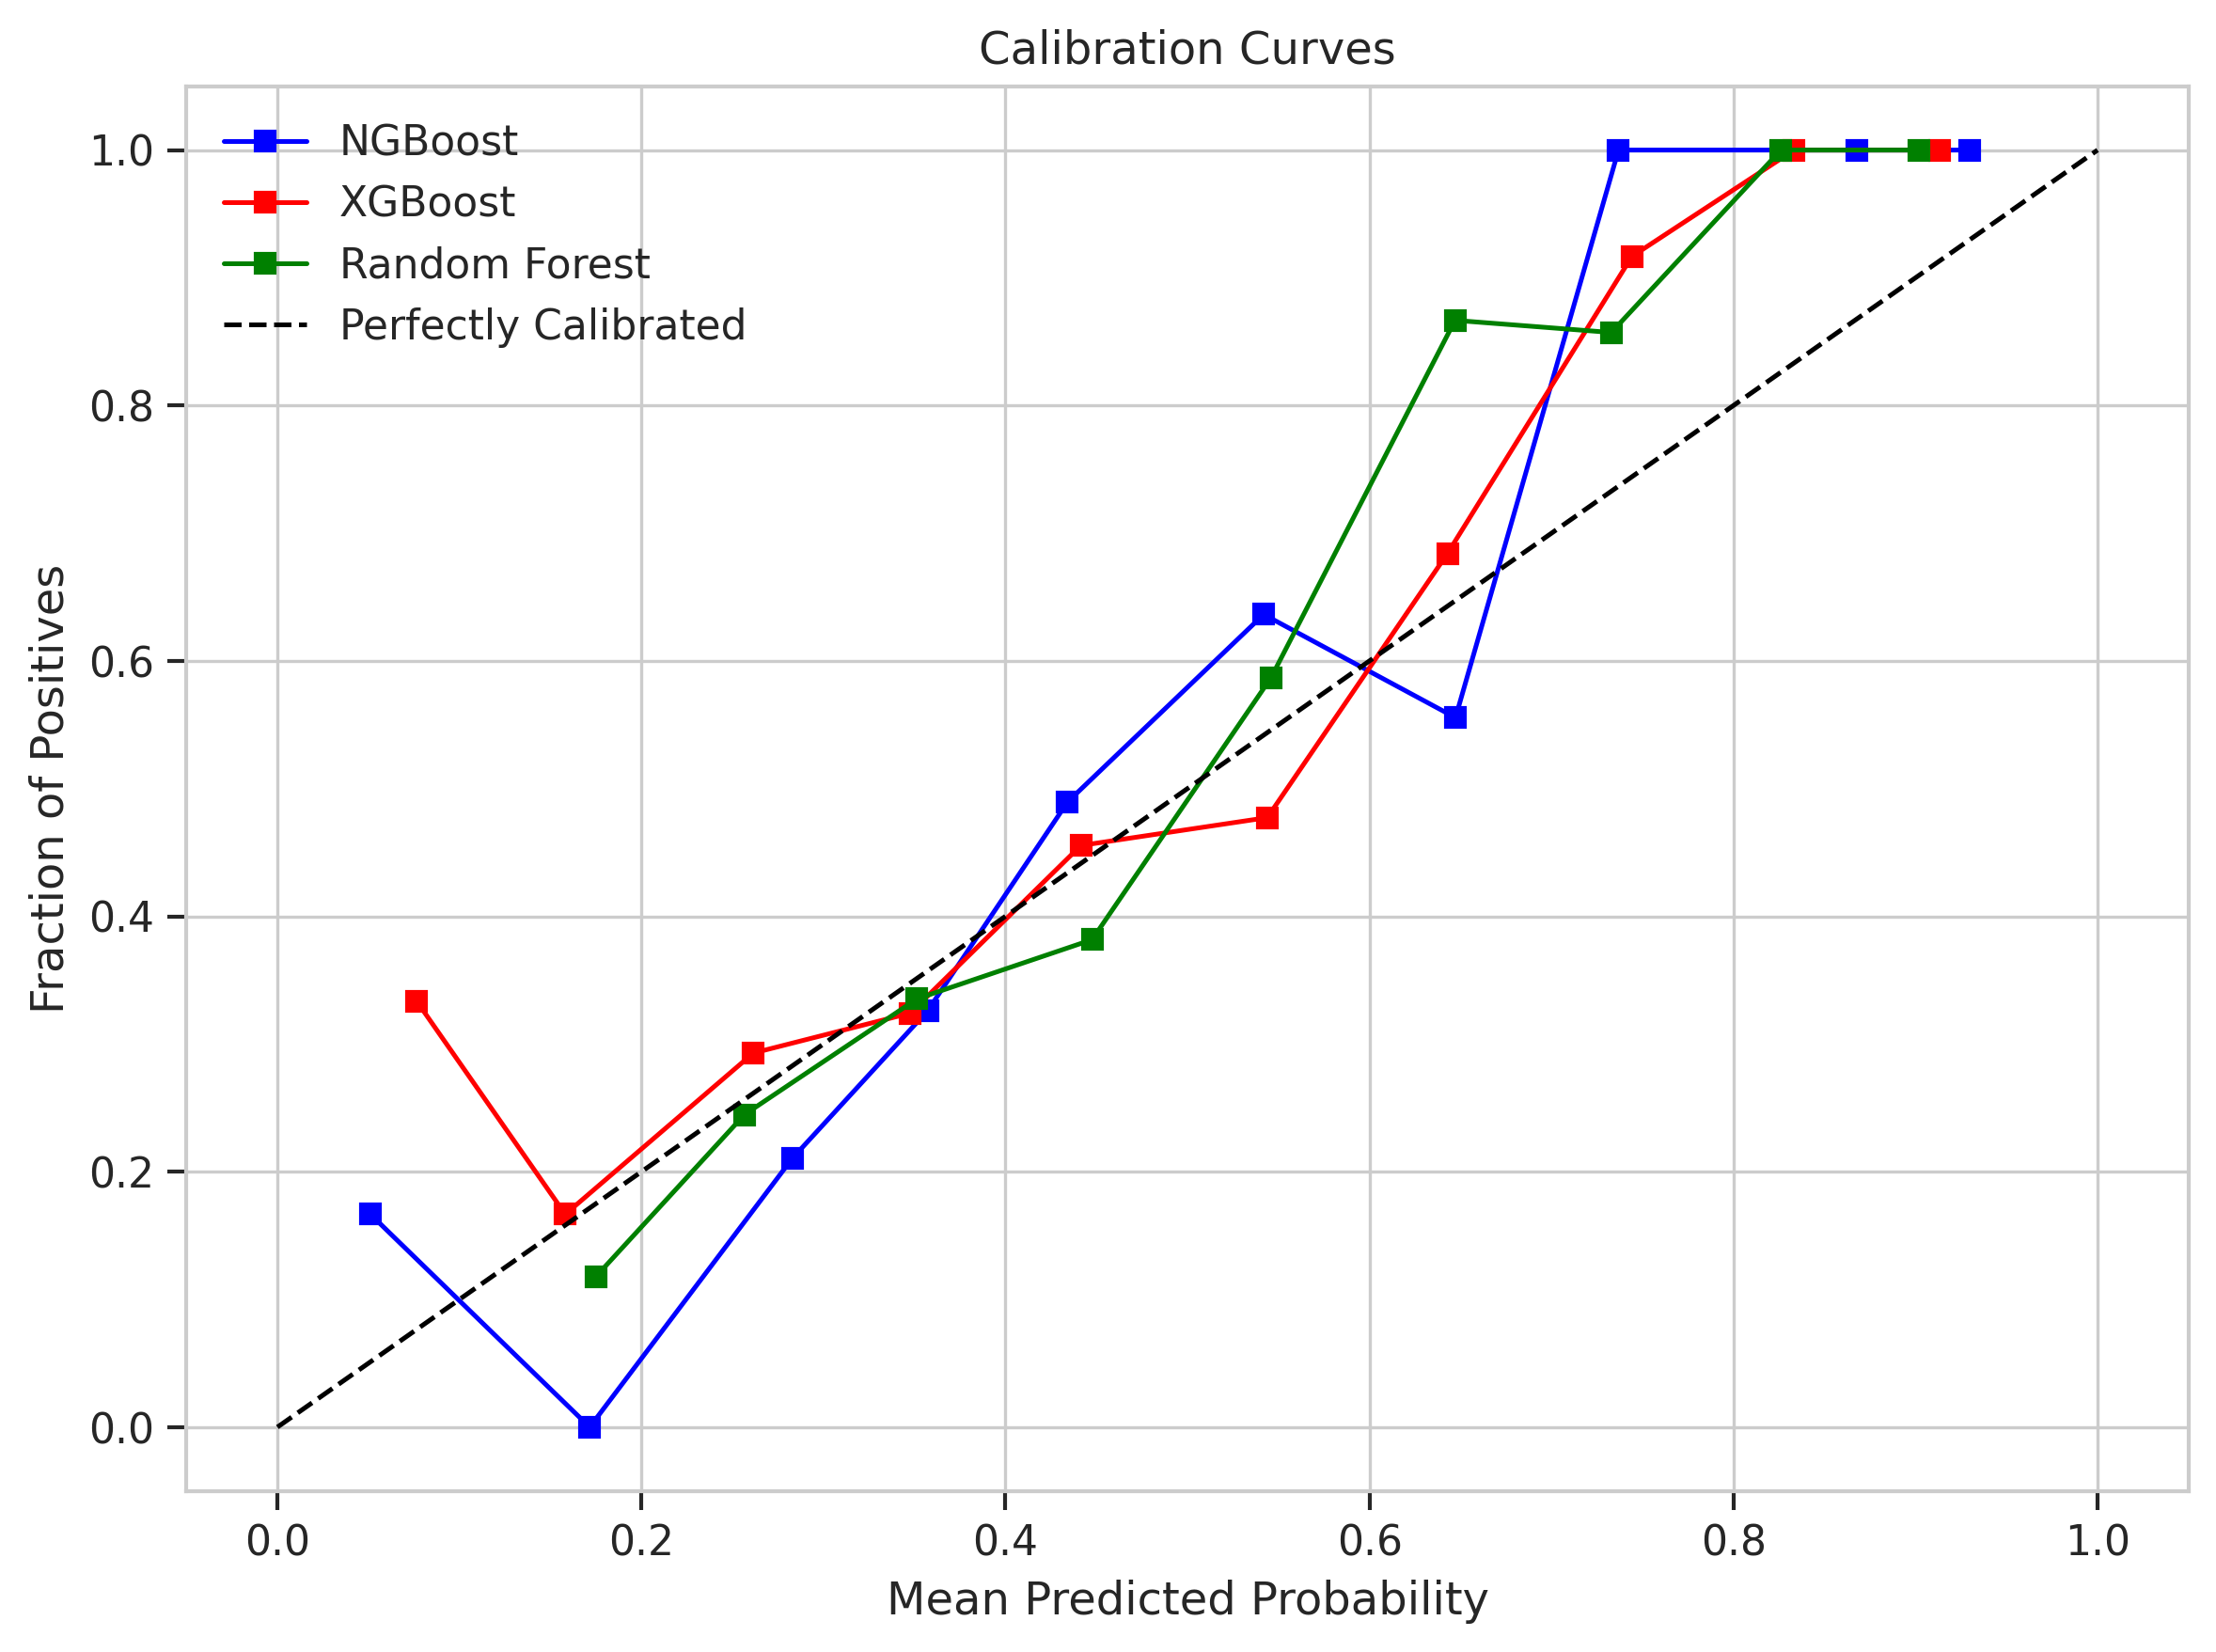 Calibration Curves
NGBoost
XGBoost
Random Forest
Perfectly Calibrated
Fraction of Positives
1.0
0.8
0.6
0.4
0.2
0.0
0.0 0.2 0.4 0.6 0.8 1.0
Mean Predicted Probability